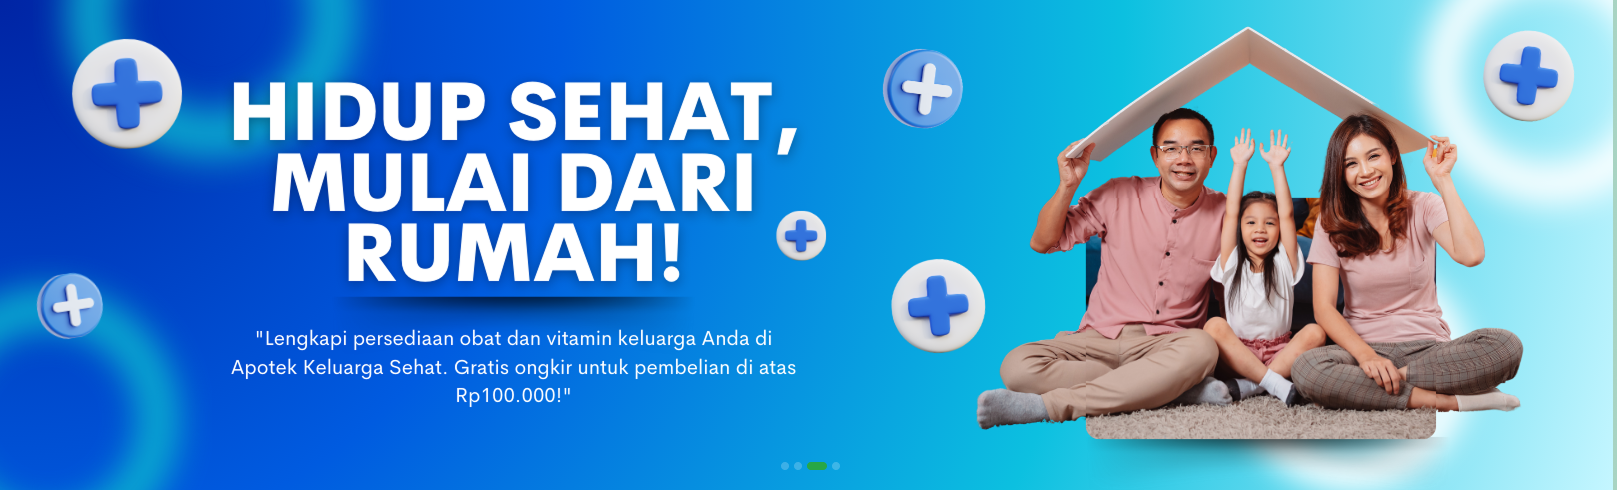 HIDUP SEHAT,
MULAI DARI
RUMAH!
"Lengkapi persediaan obat dan vitamin keluarga Anda di
Apotek Keluarga Sehat. Gratis ongkir untuk pembelian di atas
Rp100.000!"